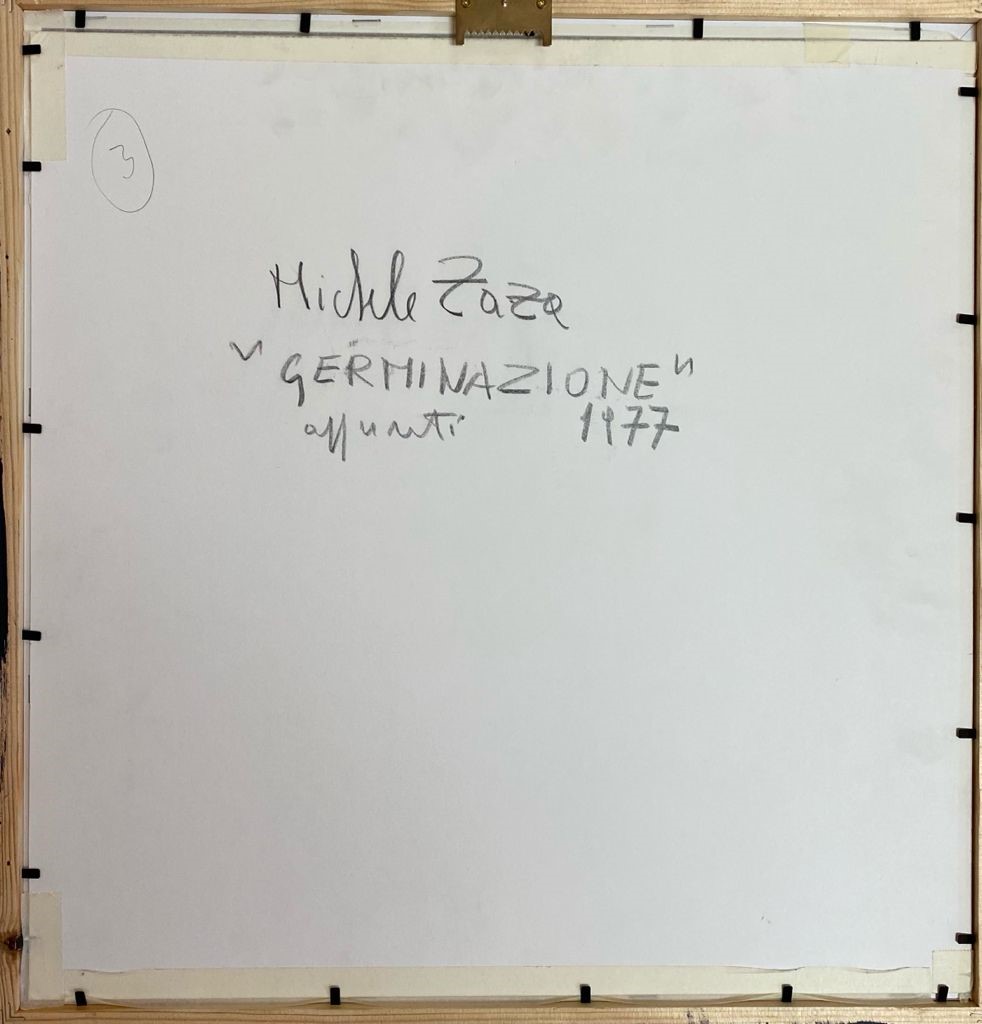 3
Michele Zaza
"GERMINAZIONE"
appunti 1977